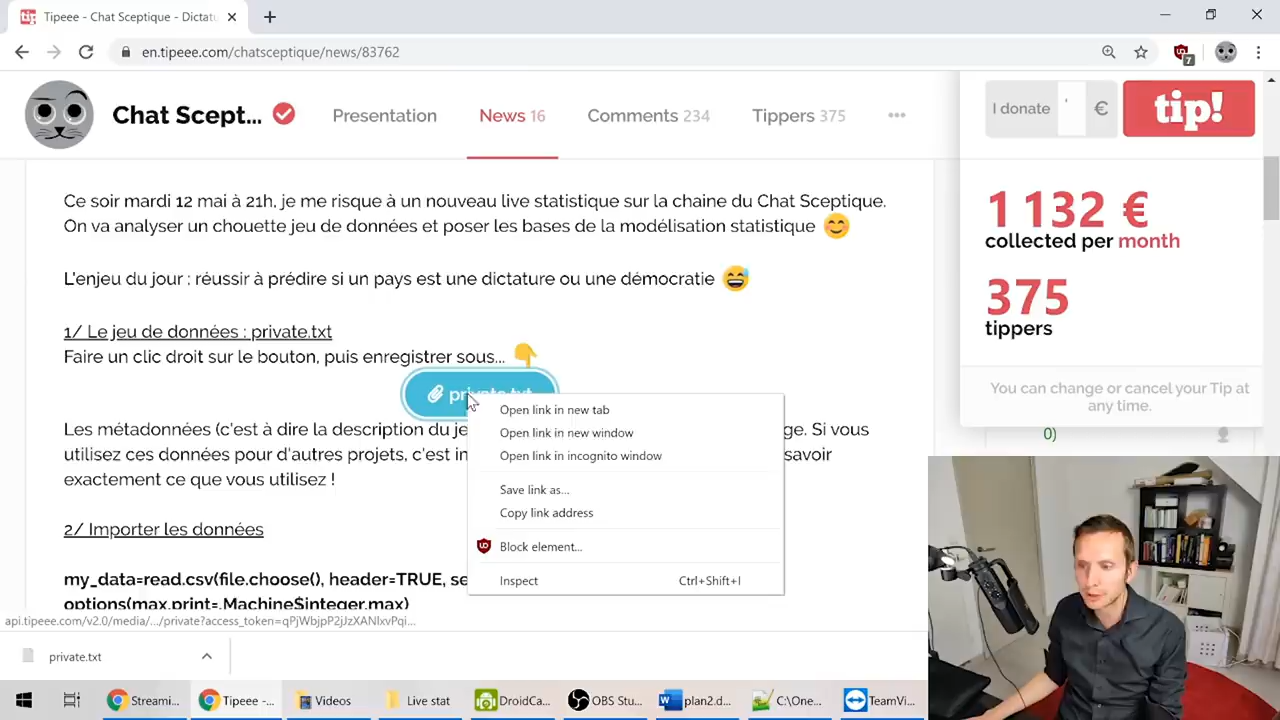 Tipeee - Chat Sceptique - Dictatu
en.tipeee.com/chatsceptique/news/83762
7
Chat Scept...
Presentation
News 16
Comments 234
Tippers 375
I donate
€
tip!
1 132 €
collected per month
375
tippers
You can change or cancel your Tip at
any time.
0)
Ce soir mardi 12 mai à 21h, je me risque à un nouveau live statistique sur la chaine du Chat Sceptique.
On va analyser un chouette jeu de données et poser les bases de la modélisation statistique
L'enjeu du jour : réussir à prédire si un pays est une dictature ou une démocratie
1/ Le jeu de données : private.txt
Faire un clic droit sur le bouton, puis enregistrer sous...
private.txt
Les métadonnées (c'est à dire la description du je
ge. Si vous
utilisez ces données pour d'autres projets, c'est in
savoir
exactement ce que vous utilisez !
2/ Importer les données
my_data=read.csv(file.choose(), header=TRUE, se
options(max.print=.Machine$integer.max)
Open link in new tab
Open link in new window
Open link in incognito window
Save link as...
Copy link address
Block element...
Inspect
Ctrl+Shift+I
private.txt
Streami...
Tipeee -...
Videos
Live stat
DroidCa...
OBS Stu...
plan2.d...
C:\One...
TeamVi...